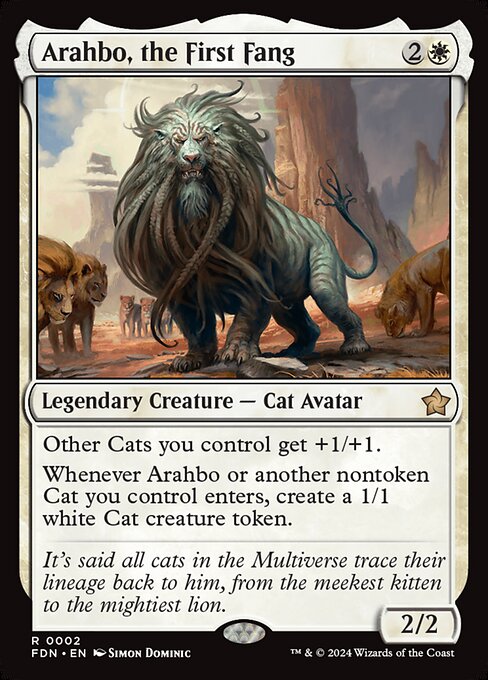 Arahbo, the First Fang 2
Legendary Creature — Cat Avatar
Other Cats you control get +1/+1.
Whenever Arahbo or another nontoken
Cat you control enters, create a 1/1
white Cat creature token.
It's said all cats in the Multiverse trace their
lineage back to him, from the meekest kitten
to the mightiest lion.
2/2
R 0002
FDN • EN Simon Dominic
™ & © 2024 Wizards of the Coast